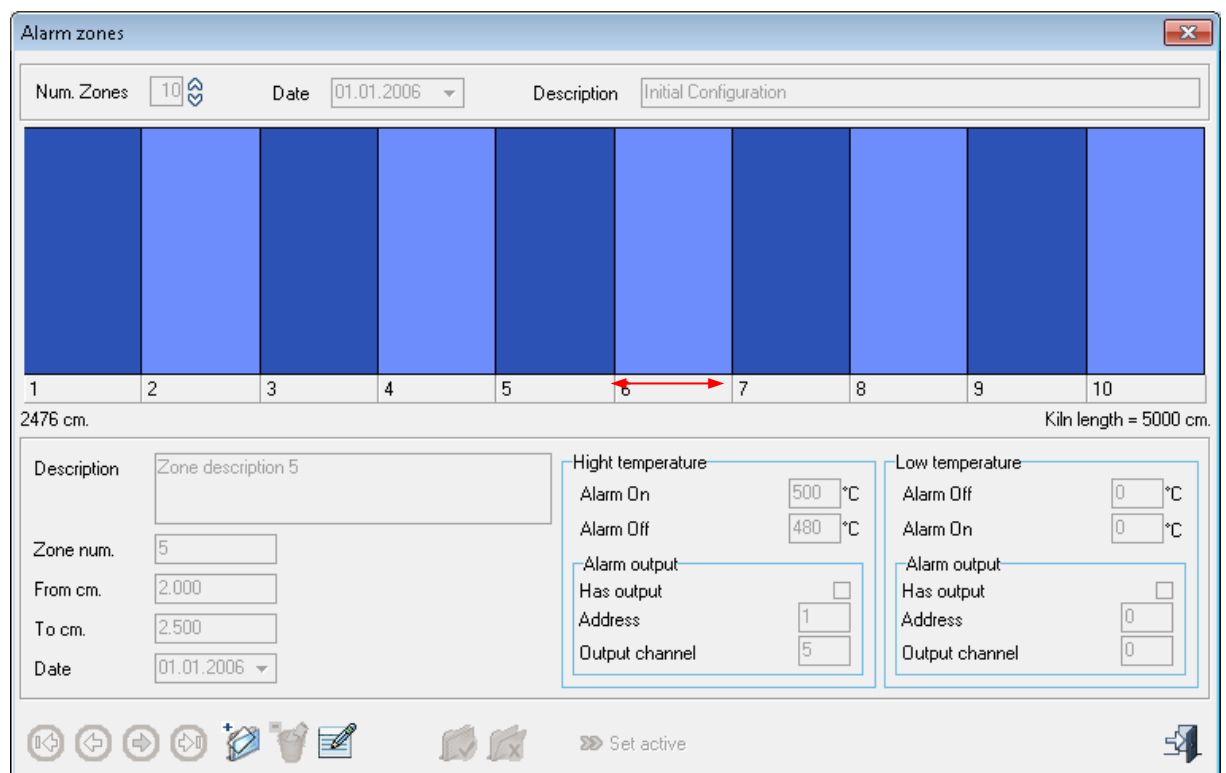 Alarm zones
Num. Zones 10 Date 01.01.2006 Description Initial Configuration
1 2 3 4 5 6 7 8 9 10
2476 cm. Kiln length = 5000 cm.
Description Zone description 5
Zone num. 5
From cm. 2.000
To cm. 2.500
Date 01.01.2006
Hight temperature
Alarm On 500 °C
Alarm Off 480 °C
Alarm output
Has output
Address 1
Output channel 5
Low temperature
Alarm Off 0 °C
Alarm On 0 °C
Alarm output
Has output
Address 0
Output channel 0
Set active